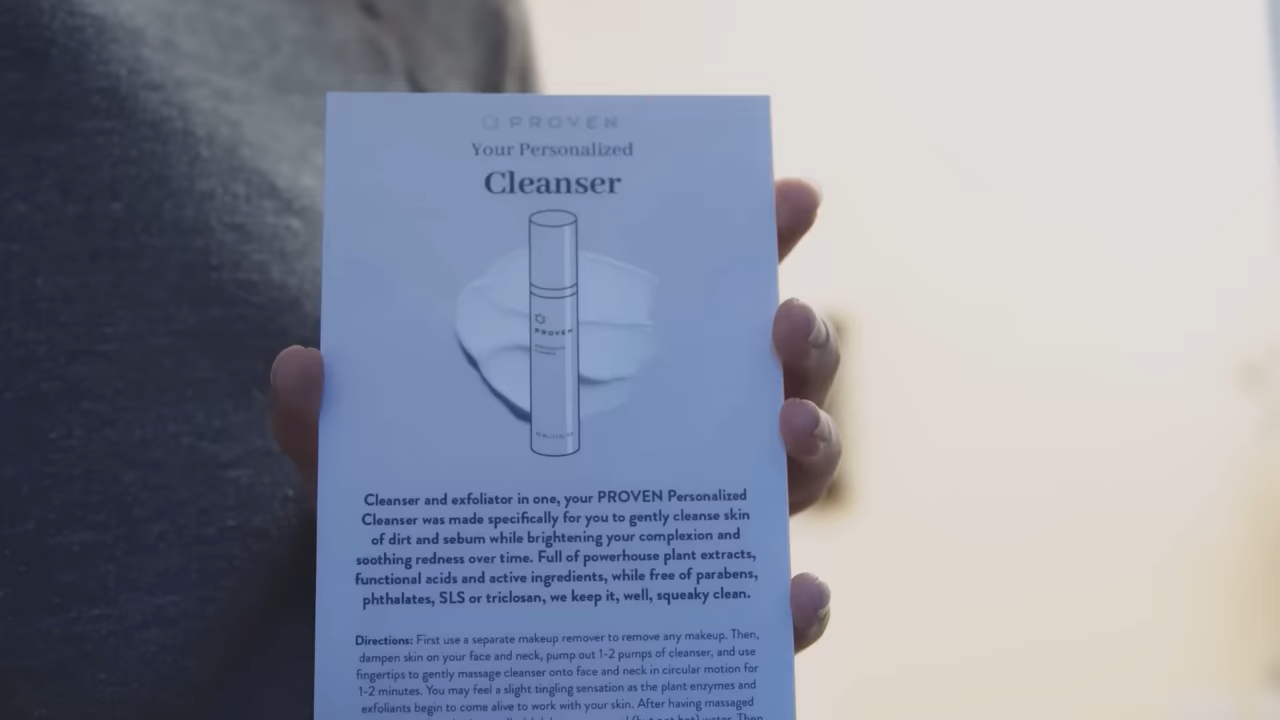 PROVEN
Your Personalized
Cleanser
PROVEN
Cleanser and exfoliator in one, your PROVEN Personalized
Cleanser was made specifically for you to gently cleanse skin
of dirt and sebum while brightening your complexion and
soothing redness over time. Full of powerhouse plant extracts,
functional acids and active ingredients, while free of parabens,
phthalates, SLS or triclosan, we keep it, well, squeaky clean.
Directions: First use a separate makeup remover to remove any makeup. Then,
dampen skin on your face and neck, pump out 1-2 pumps of cleanser, and use
fingertips to gently massage cleanser onto face and neck in circular motion for
1-2 minutes. You may feel a slight tingling sensation as the plant enzymes and
exfoliants begin to come alive to work with your skin. After having massaged
(but not hot) water. Then